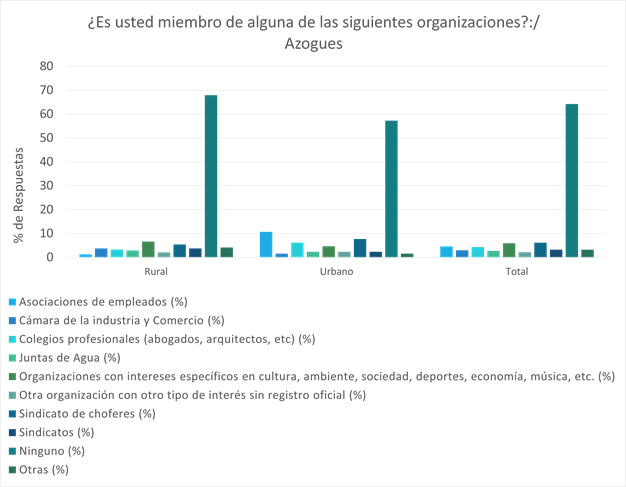 ¿Es usted miembro de alguna de las siguientes organizaciones?:/
Azogues
% de Respuestas
80
70
60
50
40
30
20
10
0
Rural
Urbano
Total
Asociaciones de empleados (%)
Cámara de la industria y Comercio (%)
Colegios profesionales (abogados, arquitectos, etc) (%)
Juntas de Agua (%)
Organizaciones con intereses específicos en cultura, ambiente, sociedad, deportes, economía, música, etc. (%)
Otra organización con otro tipo de interés sin registro oficial (%)
Sindicato de choferes (%)
Sindicatos (%)
Ninguno (%)
Otras (%)